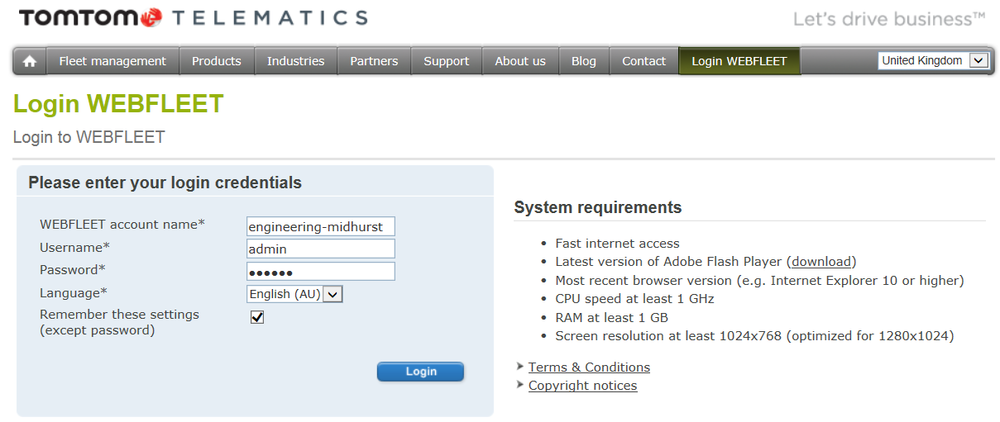 TOMTOM TELEMATICS
Let's drive business™
Fleet management Products Industries Partners Support About us Blog Contact Login WEBFLEET United Kingdom
Login WEBFLEET
Login to WEBFLEET
Please enter your login credentials
WEBFLEET account name* engineering-midhurst
Username* admin
Password* ••••••
Language* English (AU)
Remember these settings
(except password)
Login
System requirements
• Fast internet access
• Latest version of Adobe Flash Player (download)
• Most recent browser version (e.g. Internet Explorer 10 or higher)
• CPU speed at least 1 GHz
• RAM at least 1 GB
• Screen resolution at least 1024x768 (optimized for 1280x1024)
Terms & Conditions
Copyright notices